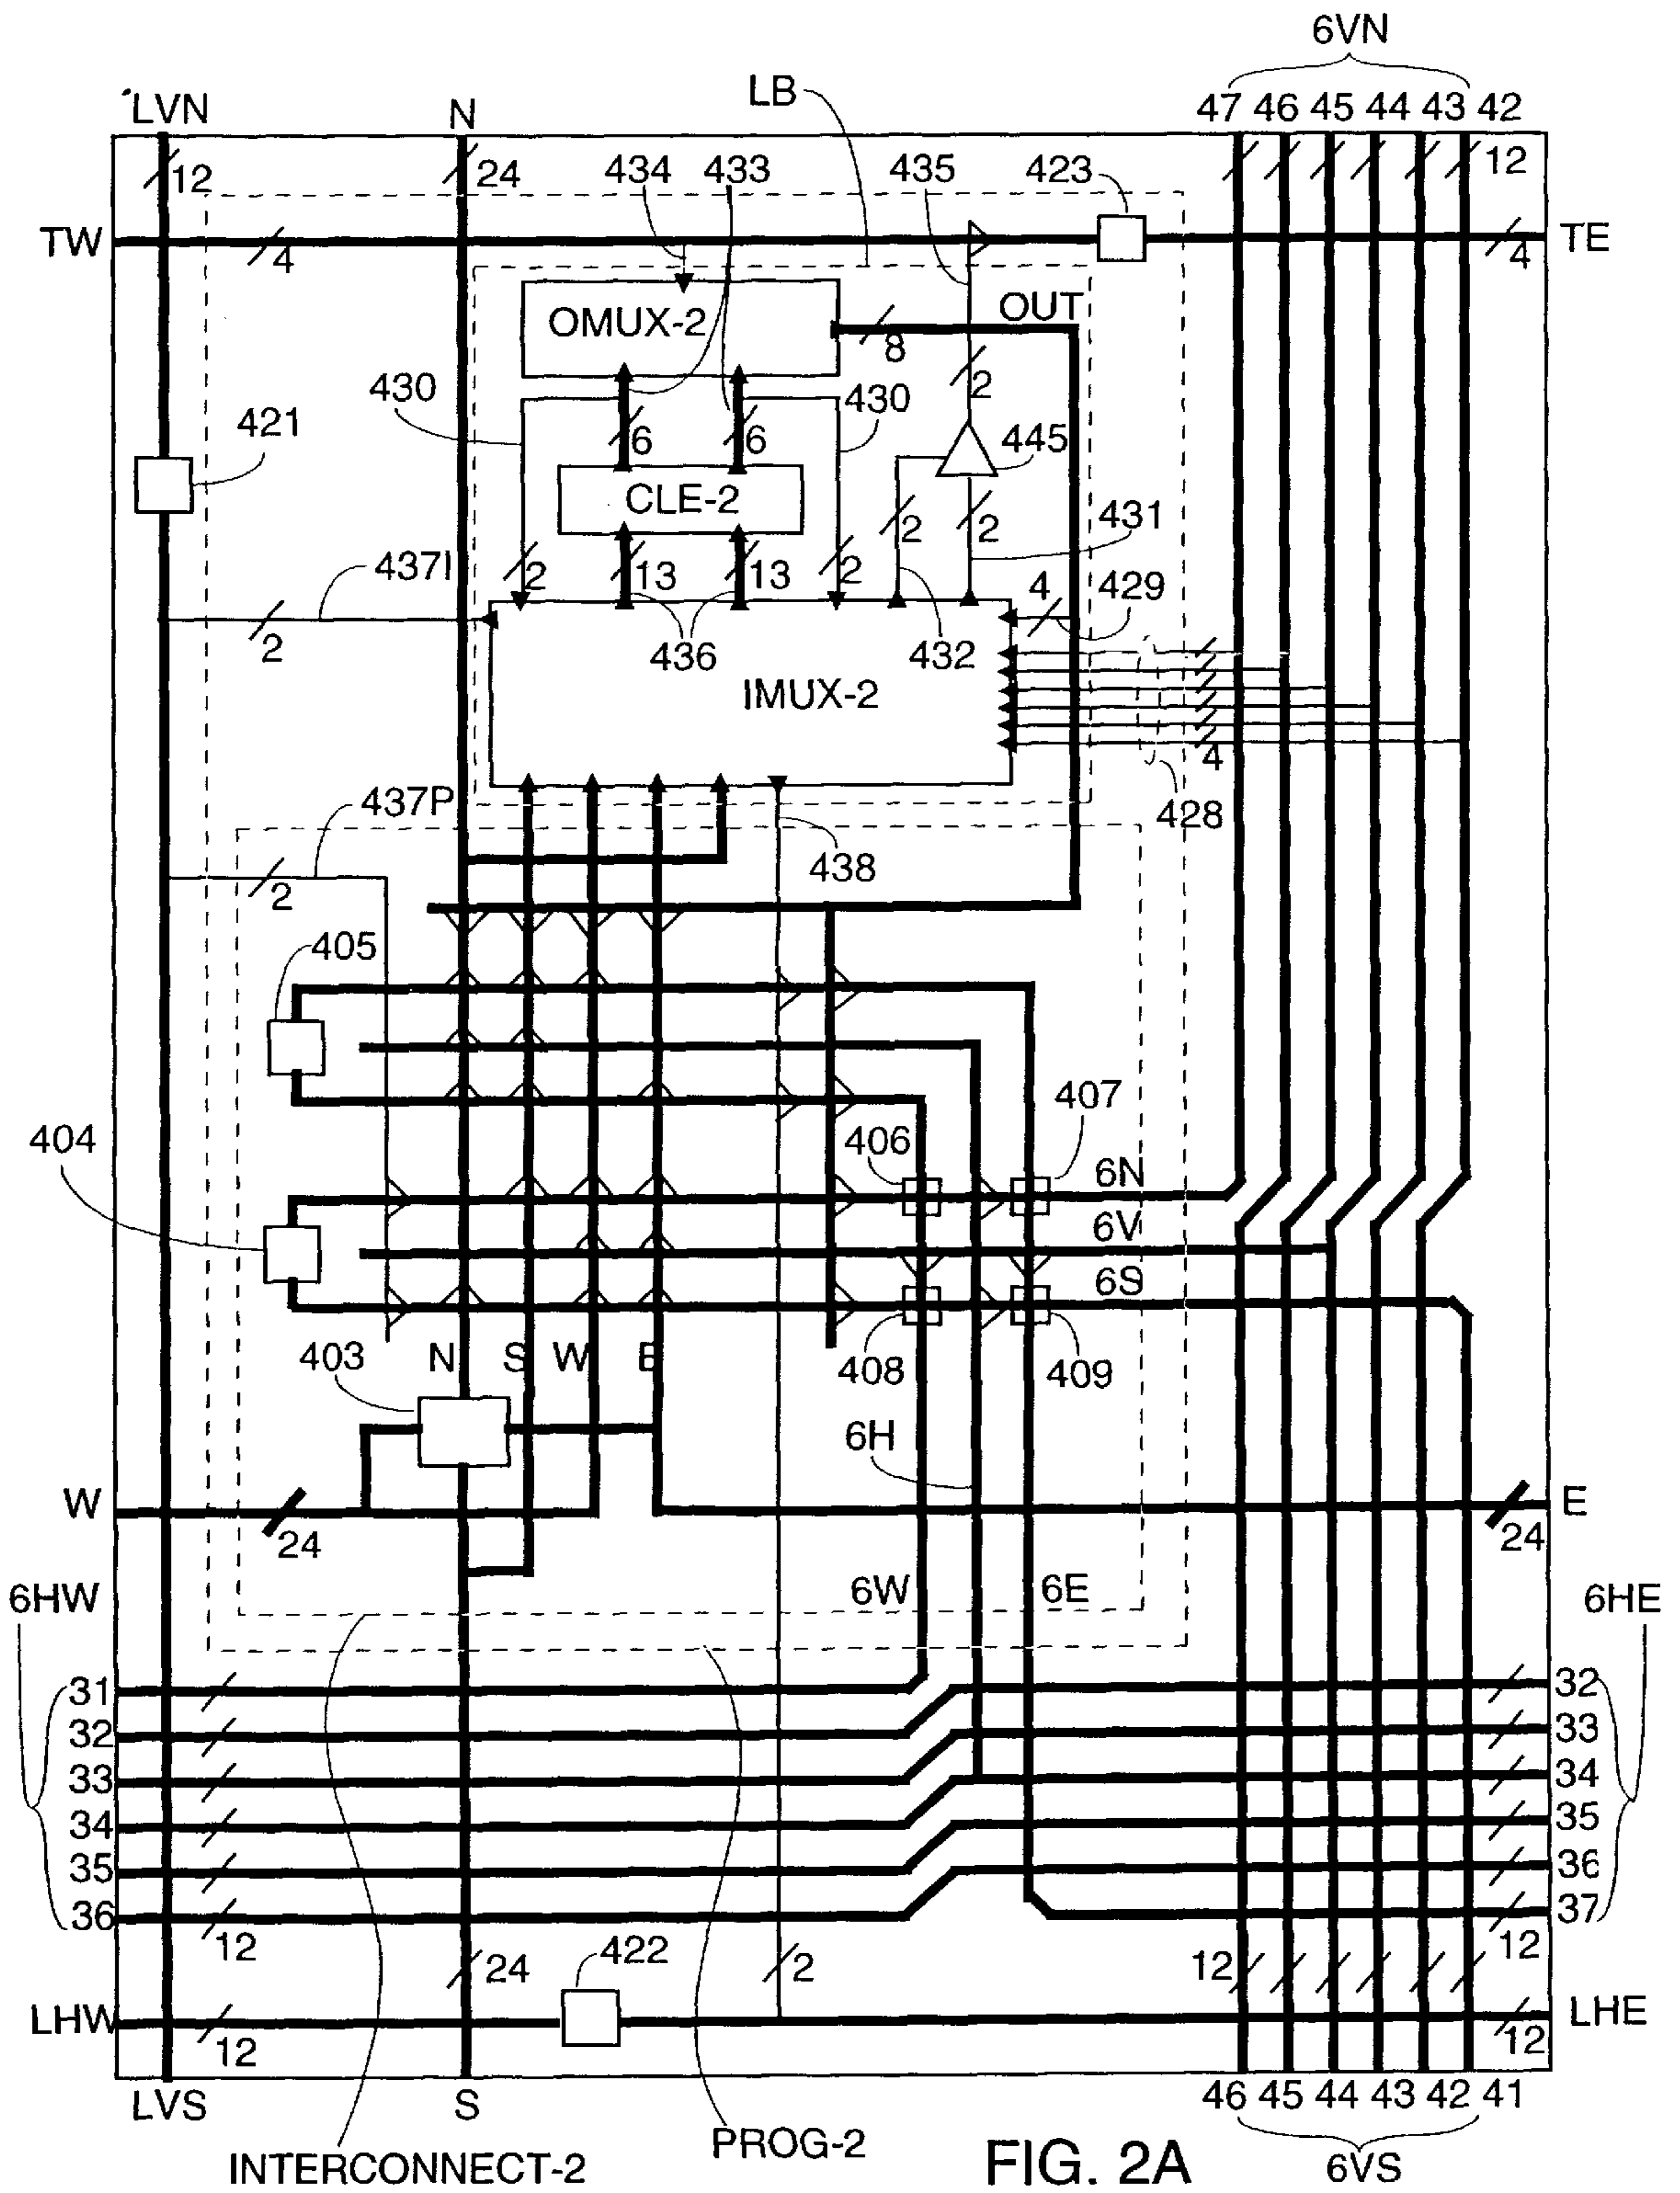 6VN
LVN
N
LB
47 46 45 44 43 42
12
24
434 433 435 423
12
TW
4
TE
4
OMUX-2
OUT
8
430
2
430
421
6 6
445
CLE-2
2 2
431
437I
2 13 13 2
4 429
2
436
432
IMUX-2
4
437P
428
2
438
405
407
404
406
6N
6V
6S
403
N S W E
408
409
6H
W
E
24
24
6HW
6W
6E
6HE
31
32
32
33
33
34
34
35
35
36
36
37
12
12
24
422
2
12
LHW
LHE
12
12
LVS
S
46 45 44 43 42 41
INTERCONNECT-2
PROG-2
FIG. 2A
6VS